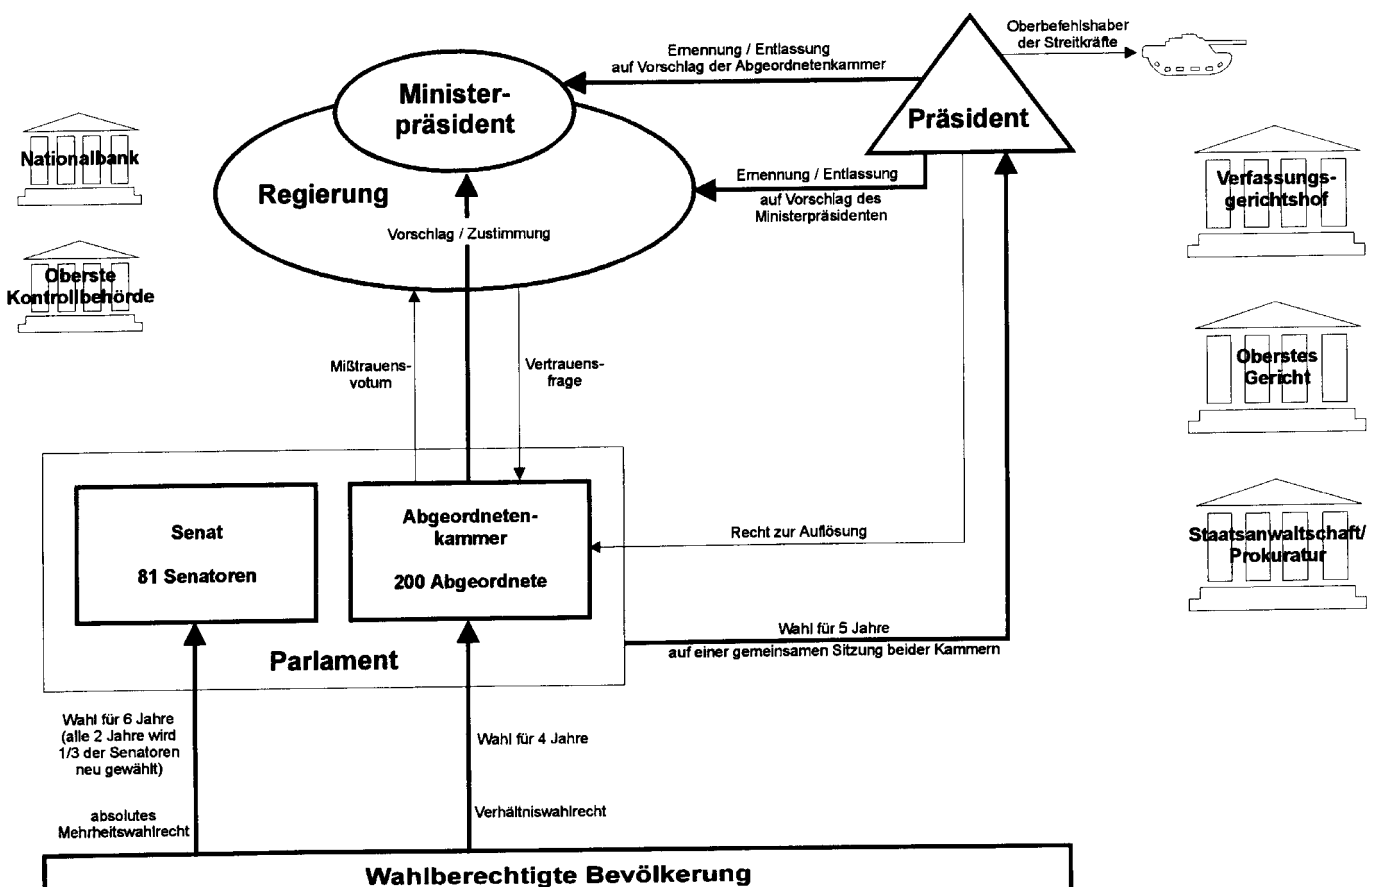 Oberbefehlshaber
der Streitkräfte
Ernennung / Entlassung
auf Vorschlag der Abgeordnetenkammer
Minister-
präsident
Präsident
Nationalbank
Regierung
Ernennung / Entlassung
auf Vorschlag des
Ministerpräsidenten
Verfassungs-
gerichtshof
Vorschlag / Zustimmung
Oberste
Kontrollbehörde
Mißtrauens-
votum
Vertrauens-
frage
Oberstes
Gericht
Senat
81 Senatoren
Abgeordneten-
kammer
200 Abgeordnete
Recht zur Auflösung
Staatsanwaltschaft/
Prokuratur
Parlament
Wahl für 5 Jahre
auf einer gemeinsamen Sitzung beider Kammern
Wahl für 6 Jahre
(alle 2 Jahre wird
1/3 der Senatoren
neu gewählt)
Wahl für 4 Jahre
absolutes
Mehrheitswahlrecht
Verhältniswahlrecht
Wahlberechtigte Bevölkerung